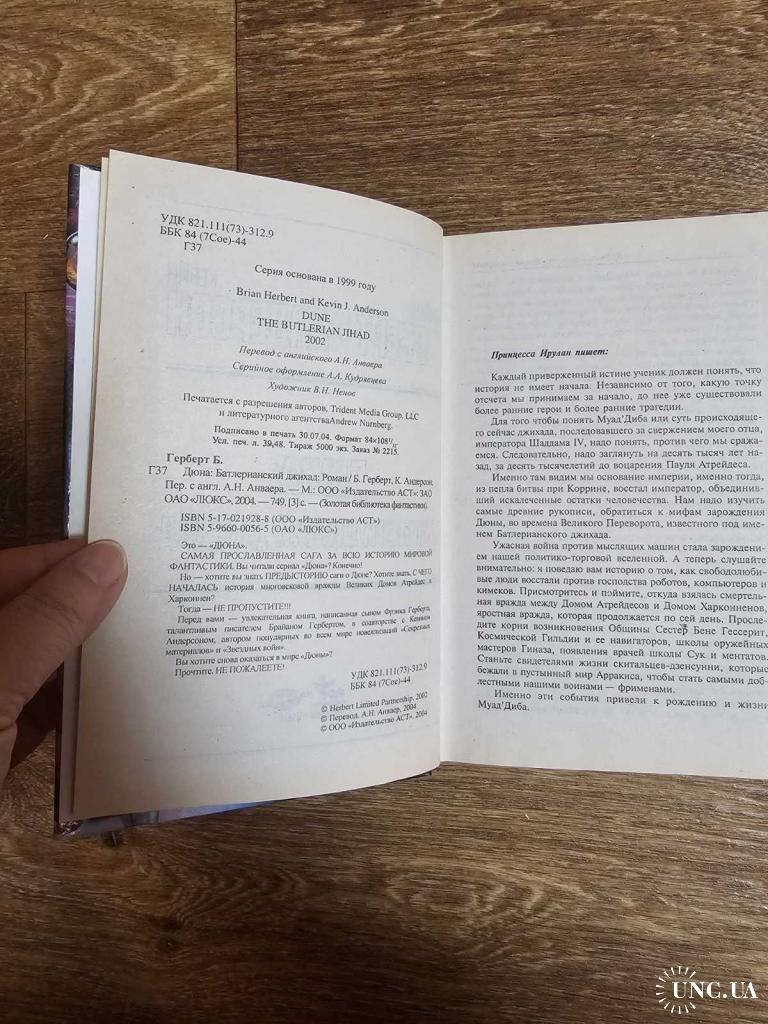 УДК 821.111(73)-312.9
ББК 84 (7Сое)-44
Г37
Серия основана в 1999 году
Brian Herbert and Kevin J. Anderson
DUNE
THE BUTLERIAN JIHAD
2002
Перевод с английского А.Н. Анваера
Серийное оформление А.А. Кудрявцева
Художник В.Н. Ненов
Печатается с разрешения авторов, Trident Media Group, LLC
и литературного агентстваAndrew Nurnberg.
Подписано в печать 30.07.04. Формат 84×108 1/32.
Усл. печ. л. 39,48. Тираж 5000 экз. Заказ № 2215.
Герберт Б.
Г37 Дюна: Батлерианский джихад: Роман / Б. Герберт, К. Андерсон;
Пер. с англ. А.Н. Анваера. — М.: ООО «Издательство АСТ»: ЗАО
ОАО «ЛЮКС», 2004. — 749, [3] с. — (Золотая библиотека фантастики).
ISBN 5-17-021928-8 (ООО «Издательство АСТ»)
ISBN 5-9660-0056-5 (ОАО «ЛЮКС»)
Это — «ДЮНА».
САМАЯ ПРОСЛАВЛЕННАЯ САГА ЗА ВСЮ ИСТОРИЮ МИРОВОЙ
ФАНТАСТИКИ. Вы читали сериал «Дюна»? Конечно!
Но — хотите вы знать ПРЕДЫСТОРИЮ саги о Дюне? Хотите знать, С ЧЕГО
НАЧАЛАСЬ история многовековой вражды Великих Домов Атрейдес и
Харконнен?
Тогда — НЕ ПРОПУСТИТЕ!!!
Перед вами — увлекательная книга, написанная сыном Фрэнка Герберта,
талантливым писателем Брайаном Гербертом, в соавторстве с Кевином
Андерсоном, автором популярных во всем мире новеллизаций «Секретных
материалов» и «Звездных войн».
Вы хотите снова оказаться в мире «Дюны»?
Прочтите. НЕ ПОЖАЛЕЕТЕ!
УДК 821.111(73)-312.9
ББК 84 (7Сое)-44
© Herbert Limited Partnership, 2002
© Перевод. А.Н. Анваер, 2004
© ООО «Издательство АСТ», 2004
Принцесса Ирулан пишет:
Каждый приверженный истине ученик должен понять, что
история не имеет начала. Независимо от того, какую точку
отсчета мы принимаем за начало, до нее уже существовали
более ранние герои и более ранние трагедии.
Для того чтобы понять Муад'Диба или суть происходяще-
го сейчас джихада, последовавшего за свержением моего отца,
императора Шаддама IV, надо понять, против чего мы сража-
емся. Следовательно, надо заглянуть на десять тысяч лет на-
зад, за десять тысячелетий до воцарения Пауля Атрейдеса.
Именно там видим мы основание империи, именно тогда,
из пепла битвы при Коррине, восстал император, объединив-
ший искалеченные остатки человечества. Нам надо изучить
самые древние рукописи, обратиться к мифам зарождения
Дюны, во времена Великого Переворота, известного под име-
нем Батлерианского джихада.
Ужасная война против мыслящих машин стала зарождени-
ем нашей политико-торговой вселенной. А теперь слушайте
внимательно: я поведаю вам историю о том, как свободолюби-
вые люди восстали против господства роботов, компьютеров и
кимеков. Присмотритесь и поймите, откуда взялась смертель-
ная вражда между Домом Атрейдесов и Домом Харконненов,
яростная вражда, которая продолжается по сей день. Просле-
дите корни возникновения Общины Сестер Бене Гессерит,
Космической Гильдии и ее навигаторов, школы оружейных
мастеров Гиназа, появления врачей школы Сук и ментатов.
Станьте свидетелями жизни скитальцев-дзенсунни, которые
бежали в пустынный мир Арракиса, чтобы стать самыми доб-
лестными нашими воинами — фрименами.
Именно эти события привели к рождению и жизни
Муад'Диба.
UNC.UA